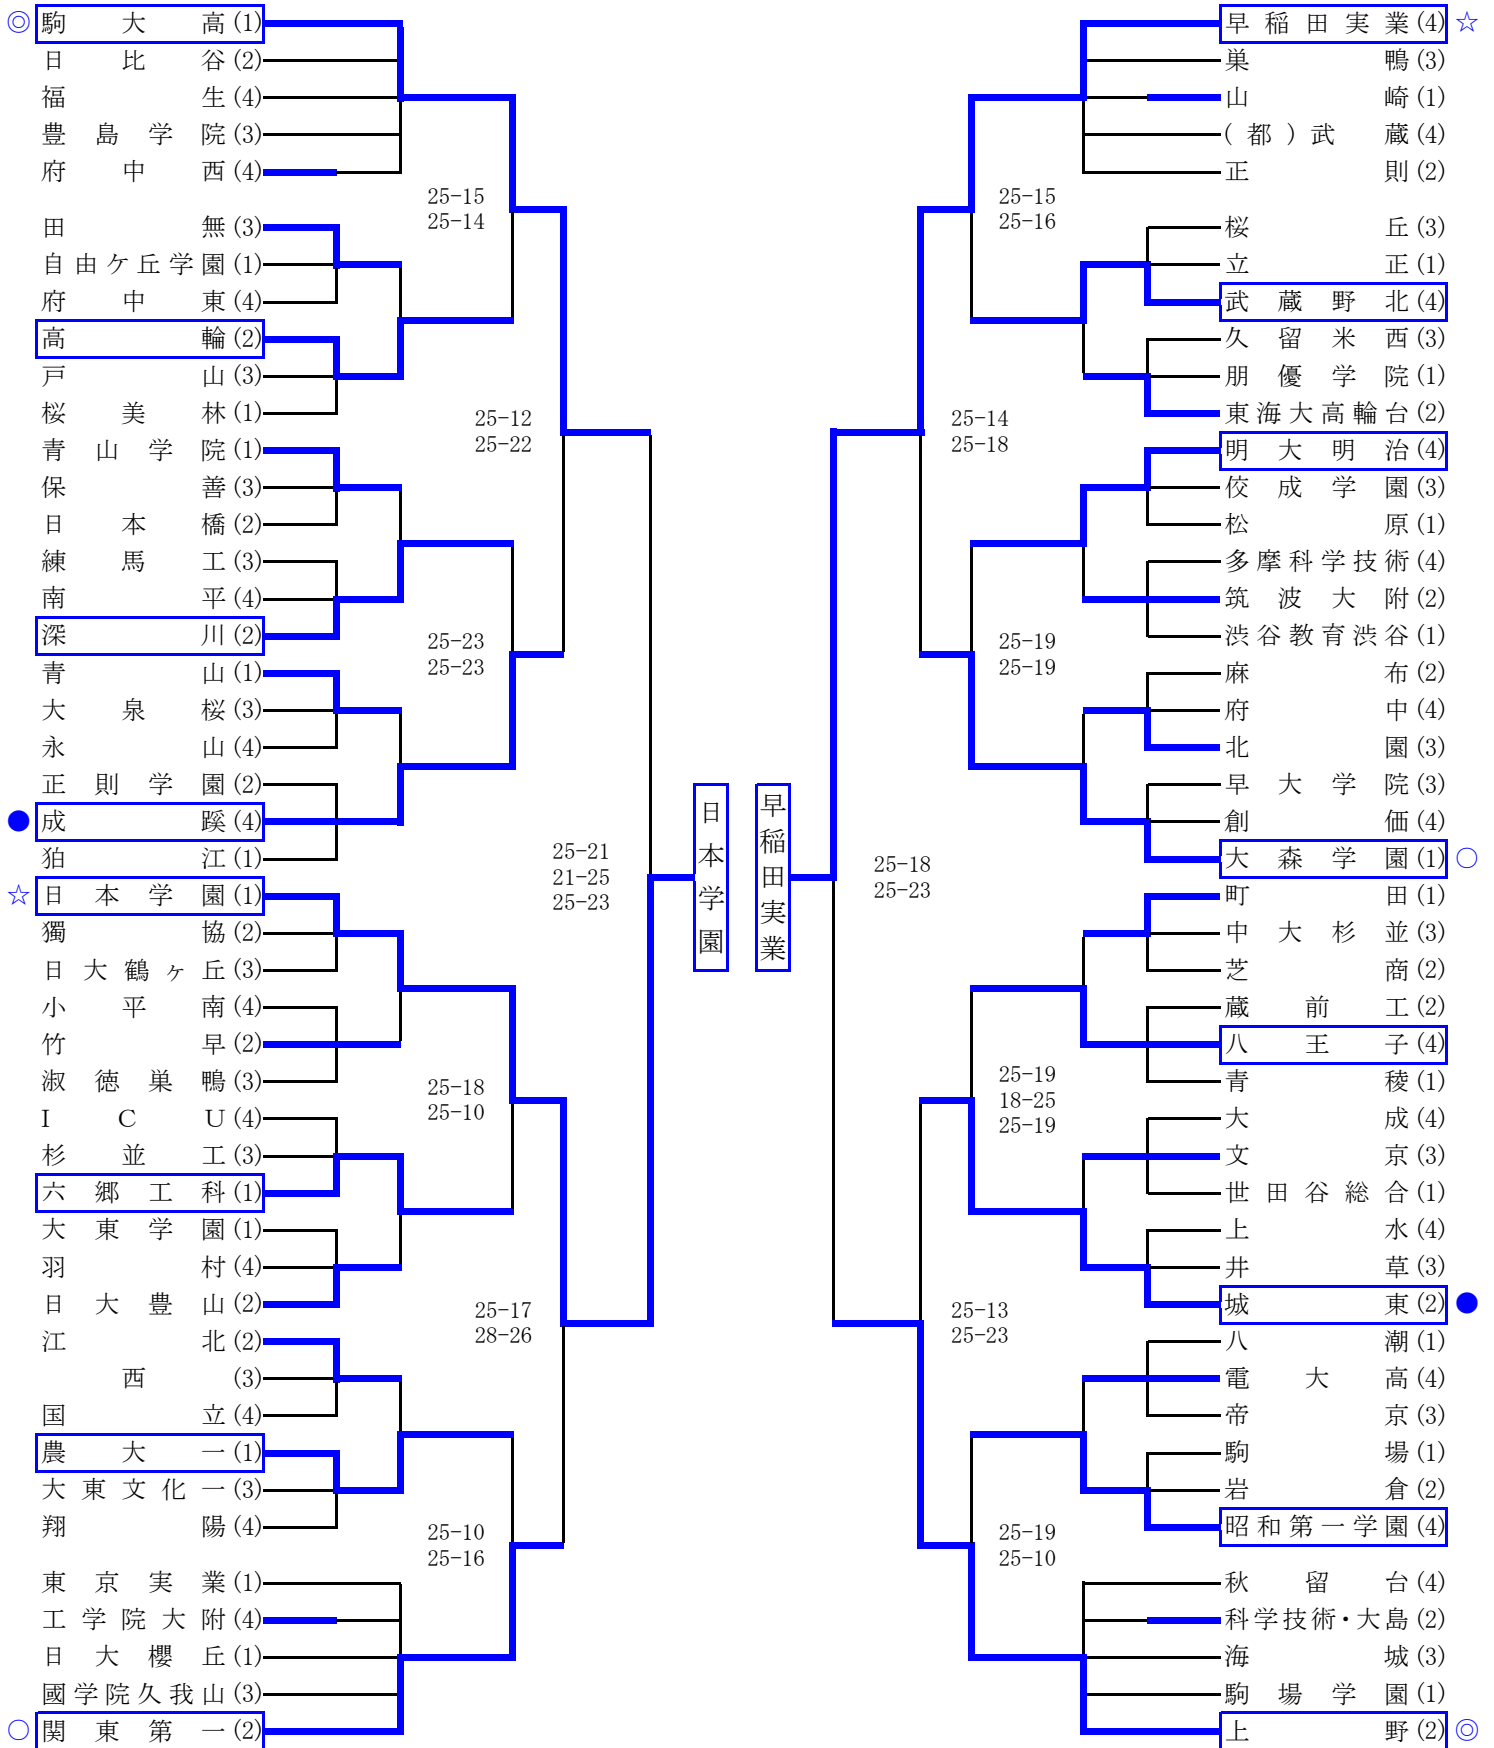 ◎ 駒大高(1)
日比谷(2)
福生(4)
豊島学院(3)
府中西(4)
田無(3)
自由ケ丘学園(1)
府中東(4)
高輪(2)
戸山(3)
桜美林(1)
青山学院(1)
保善(3)
日本橋(2)
練馬工(3)
南平(4)
深川(2)
青山(1)
大泉桜(3)
永山(4)
正則学園(2)
● 成蹊(4)
狛江(1)
☆ 日本学園(1)
獨協(2)
日大鶴ヶ丘(3)
小平南(4)
竹早(2)
淑徳巣鴨(3)
ICU(4)
杉並工(3)
六郷工科(1)
大東学園(1)
羽村(4)
日大豊山(2)
江北(2)
西(3)
国立(4)
農大一(1)
大東文化一(3)
翔陽(4)
東京実業(1)
工学院大附(4)
日大櫻丘(1)
國学院久我山(3)
○ 関東第一(2)
25-15
25-14
25-12
25-22
25-23
25-23
25-21
21-25
25-23
25-18
25-10
25-17
28-26
25-10
25-16
日本学園
早稲田実業
25-15
25-16
25-14
25-18
25-19
25-19
25-18
25-23
25-19
18-25
25-19
25-13
25-23
25-19
25-10
早稲田実業(4) ☆
巣鴨(3)
山崎(1)
(都)武蔵(4)
正則(2)
桜丘(3)
立正(1)
武蔵野北(4)
久留米西(3)
朋優学院(1)
東海大高輪台(2)
明大明治(4)
佼成学園(3)
松原(1)
多摩科学技術(4)
筑波大附(2)
渋谷教育渋谷(1)
麻布(2)
府中(4)
北園(3)
早大学院(3)
創価(4)
大森学園(1) ○
町田(1)
中大杉並(3)
芝商(2)
蔵前工(2)
八王子(4)
青稜(1)
大成(4)
文京(3)
世田谷総合(1)
上水(4)
井草(3)
城東(2) ●
八潮(1)
電大高(4)
帝京(3)
駒場(1)
岩倉(2)
昭和第一学園(4)
秋留台(4)
科学技術・大島(2)
海城(3)
駒場学園(1)
上野(2) ◎